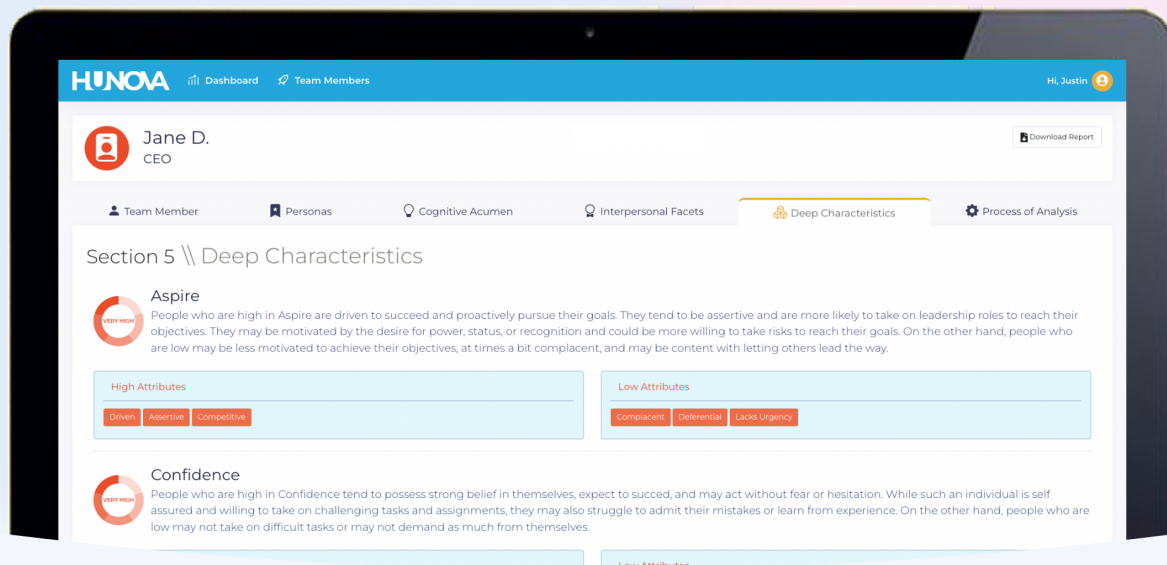 HUNOVA
Dashboard
Team Members
Hi, Justin
Jane D.
CEO
Download Report
Team Member
Personas
Cognitive Acumen
Interpersonal Facets
Deep Characteristics
Process of Analysis
Section 5 \\ Deep Characteristics
VERY HIGH
Aspire
People who are high in Aspire are driven to succeed and proactively pursue their goals. They tend to be assertive and are more likely to take on leadership roles to reach their
objectives. They may be motivated by the desire for power, status, or recognition and could be more willing to take risks to reach their goals. On the other hand, people who
are low may be less motivated to achieve their objectives, at times a bit complacent, and may be content with letting others lead the way.
High Attributes
Driven Assertive Competitive
Low Attributes
Complacent Deferential Lacks Urgency
VERY HIGH
Confidence
People who are high in Confidence tend to possess strong belief in themselves, expect to succed, and may act without fear or hesitation. While such an individual is self
assured and willing to take on challenging tasks and assignments, they may also struggle to admit their mistakes or learn from experience. On the other hand, people who are
low may not take on difficult tasks or may not demand as much from themselves.
Low Attributes